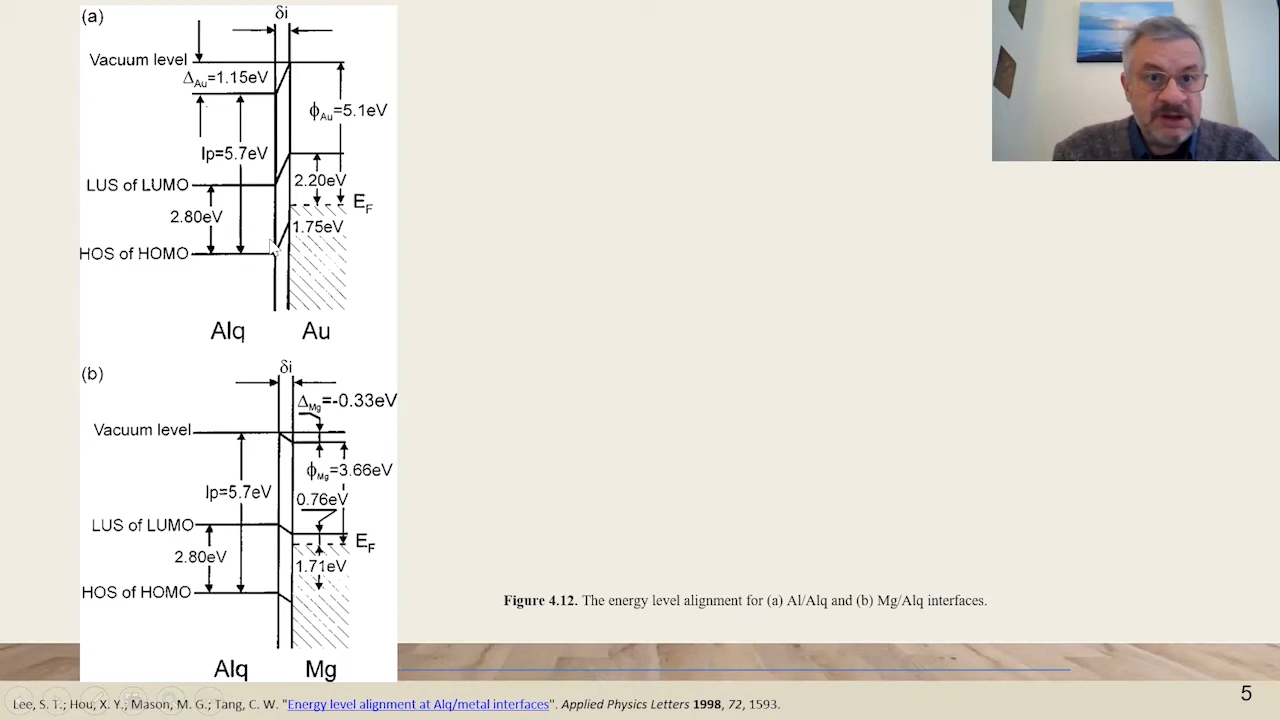 (a)
δi
Vacuum level
ΔAu=1.15eV
ϕAu=5.1eV
Ip=5.7eV
LUS of LUMO
2.20eV
EF
2.80eV
1.75eV
HOS of HOMO
Alq
Au
(b)
δi
ΔMg=-0.33eV
Vacuum level
ϕMg=3.66eV
Ip=5.7eV
0.76eV
LUS of LUMO
EF
2.80eV
1.71eV
HOS of HOMO
Alq
Mg
Figure 4.12. The energy level alignment for (a) Al/Alq and (b) Mg/Alq interfaces.
Lee, S. T.; Hou, X. Y.; Mason, M. G.; Tang, C. W. "Energy level alignment at Alq/metal interfaces". Applied Physics Letters 1998, 72, 1593.
5